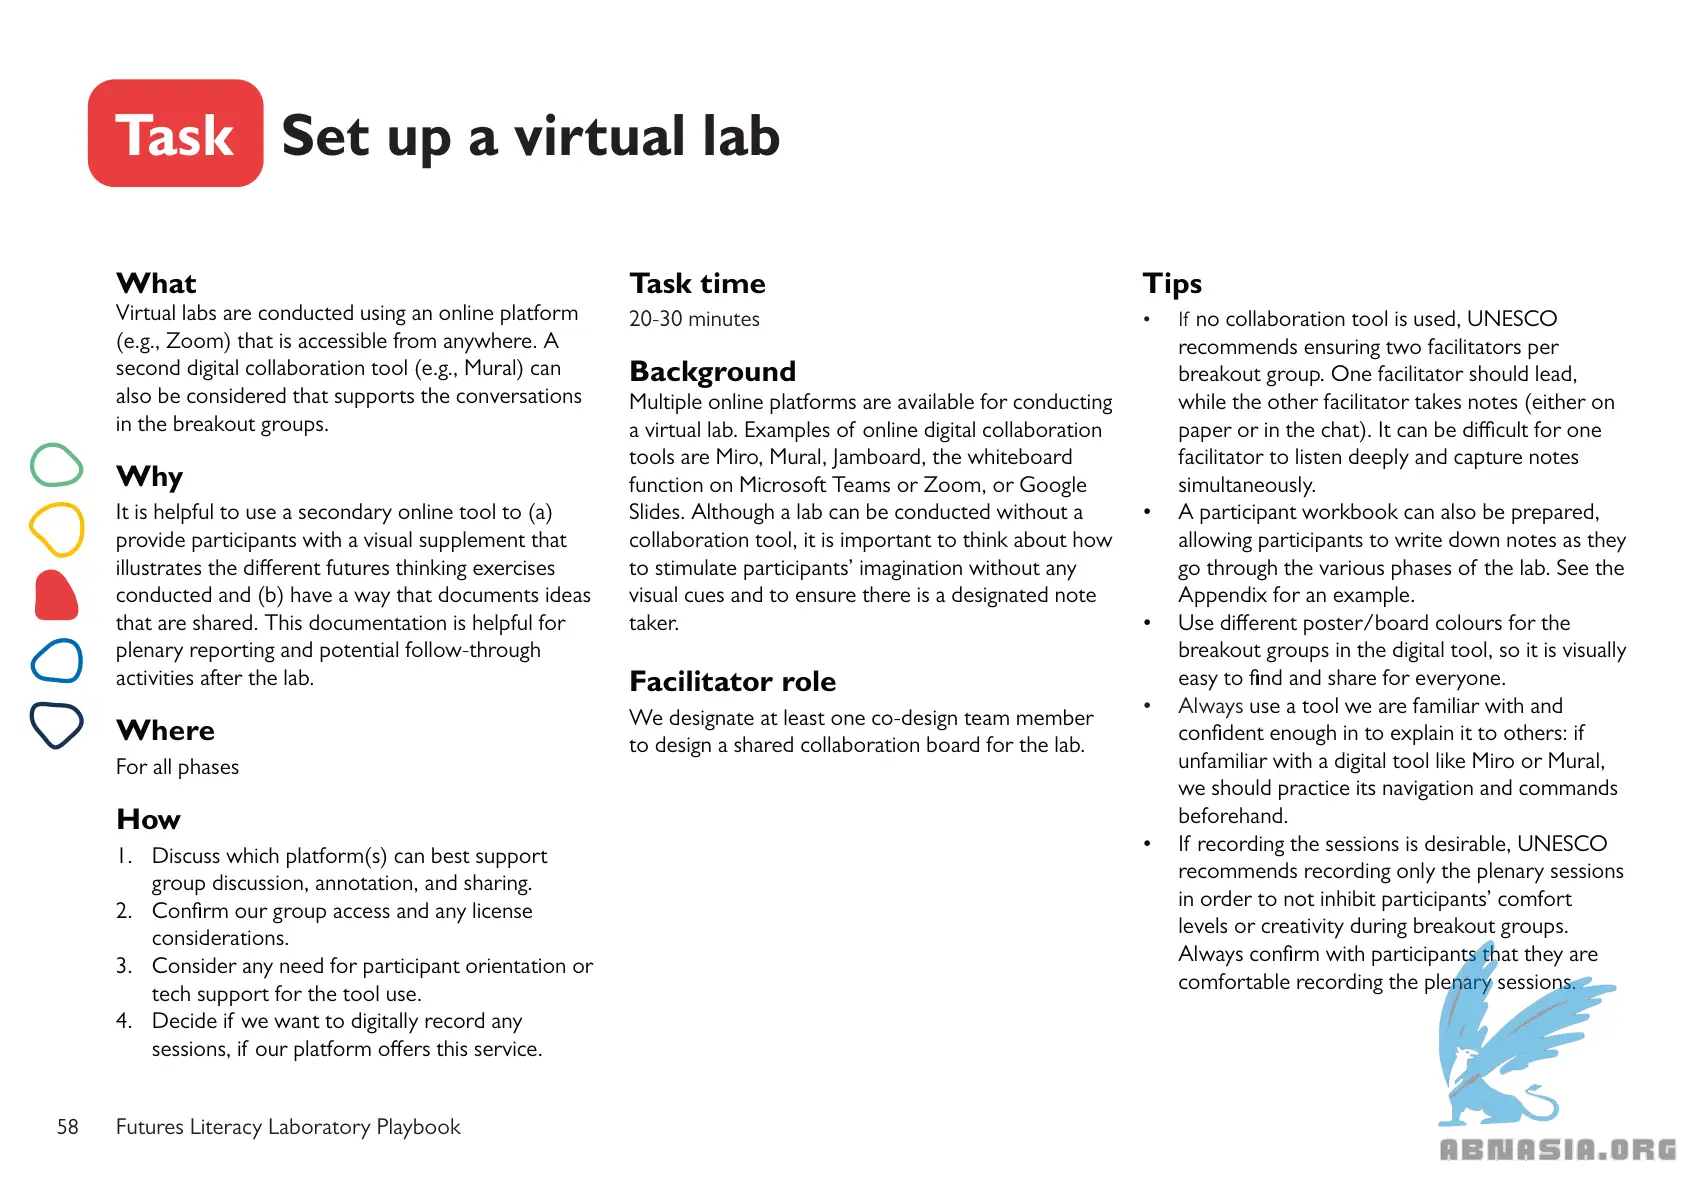 Task Set up a virtual lab
What
Virtual labs are conducted using an online platform
(e.g., Zoom) that is accessible from anywhere. A
second digital collaboration tool (e.g., Mural) can
also be considered that supports the conversations
in the breakout groups.
Why
It is helpful to use a secondary online tool to (a)
provide participants with a visual supplement that
illustrates the different futures thinking exercises
conducted and (b) have a way that documents ideas
that are shared. This documentation is helpful for
plenary reporting and potential follow-through
activities after the lab.
Where
For all phases
How
1. Discuss which platform(s) can best support
group discussion, annotation, and sharing.
2. Confirm our group access and any license
considerations.
3. Consider any need for participant orientation or
tech support for the tool use.
4. Decide if we want to digitally record any
sessions, if our platform offers this service.
Task time
20-30 minutes
Background
Multiple online platforms are available for conducting
a virtual lab. Examples of online digital collaboration
tools are Miro, Mural, Jamboard, the whiteboard
function on Microsoft Teams or Zoom, or Google
Slides. Although a lab can be conducted without a
collaboration tool, it is important to think about how
to stimulate participants’ imagination without any
visual cues and to ensure there is a designated note
taker.
Facilitator role
We designate at least one co-design team member
to design a shared collaboration board for the lab.
Tips
• If no collaboration tool is used, UNESCO
recommends ensuring two facilitators per
breakout group. One facilitator should lead,
while the other facilitator takes notes (either on
paper or in the chat). It can be difficult for one
facilitator to listen deeply and capture notes
simultaneously.
• A participant workbook can also be prepared,
allowing participants to write down notes as they
go through the various phases of the lab. See the
Appendix for an example.
• Use different poster/board colours for the
breakout groups in the digital tool, so it is visually
easy to find and share for everyone.
• Always use a tool we are familiar with and
confident enough in to explain it to others: if
unfamiliar with a digital tool like Miro or Mural,
we should practice its navigation and commands
beforehand.
• If recording the sessions is desirable, UNESCO
recommends recording only the plenary sessions
in order to not inhibit participants’ comfort
levels or creativity during breakout groups.
Always confirm with participants that they are
comfortable recording the plenary sessions.
58 Futures Literacy Laboratory Playbook
ABNASIA.ORG